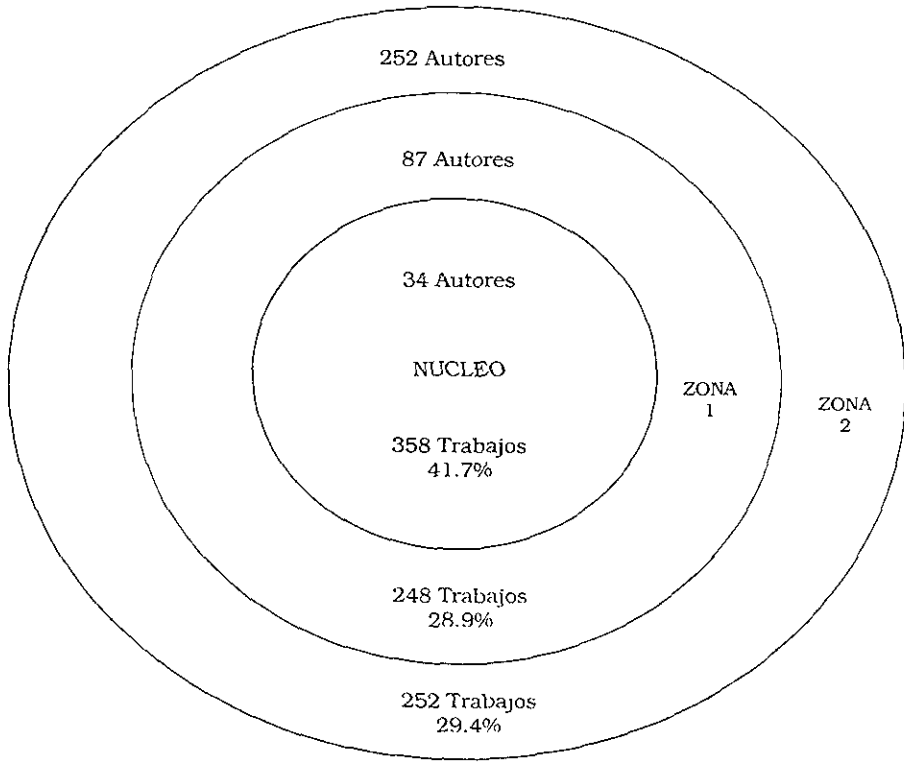 252 Autores
87 Autores
34 Autores
NUCLEO
ZONA
1
ZONA
2
358 Trabajos
41.7%
248 Trabajos
28.9%
252 Trabajos
29.4%